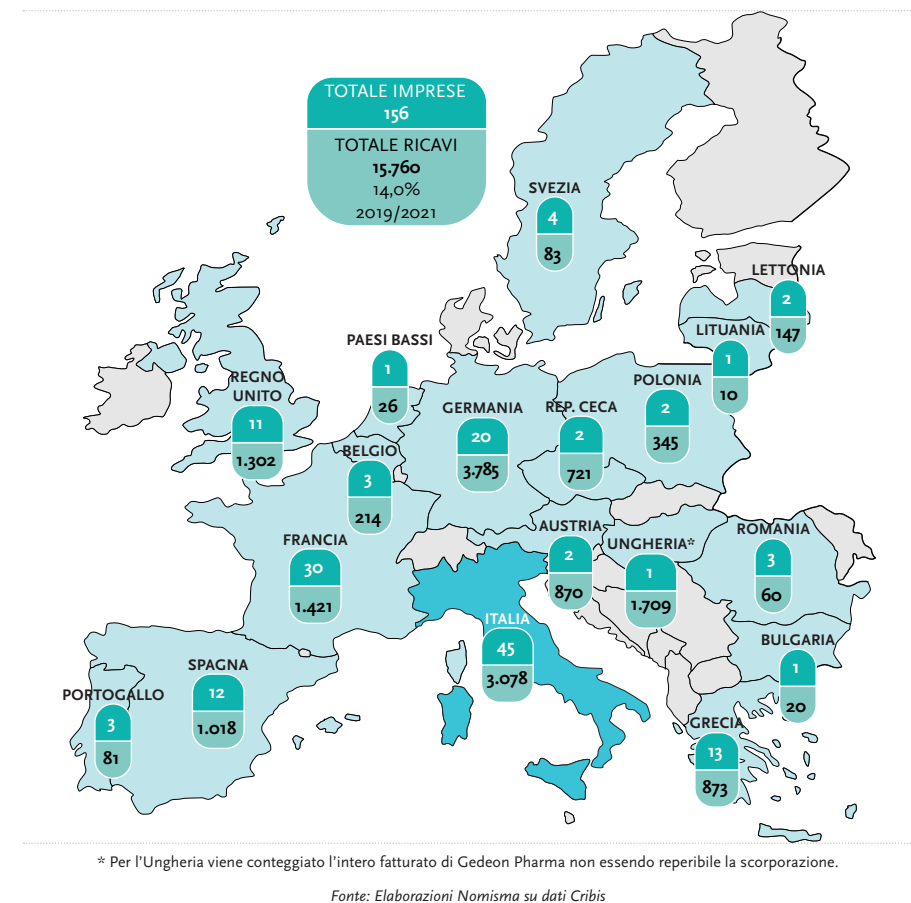 TOTALE IMPRESE
156
TOTALE RICAVI
15.760
14,0%
2019/2021
SVEZIA
4
83
LETTONIA
2
147
LITUANIA
1
10
PAESI BASSI
1
26
REGNO
UNITO
11
1.302
GERMANIA
20
3.785
REP. CECA
2
721
POLONIA
2
345
BELGIO
3
214
FRANCIA
30
1.421
AUSTRIA
2
870
UNGHERIA*
1
1.709
ROMANIA
3
60
ITALIA
45
3.078
BULGARIA
1
20
SPAGNA
12
1.018
PORTOGALLO
3
81
GRECIA
13
873
* Per l'Ungheria viene conteggiato l'intero fatturato di Gedeon Pharma non essendo reperibile la scorporazione.
Fonte: Elaborazioni Nomisma su dati Cribis